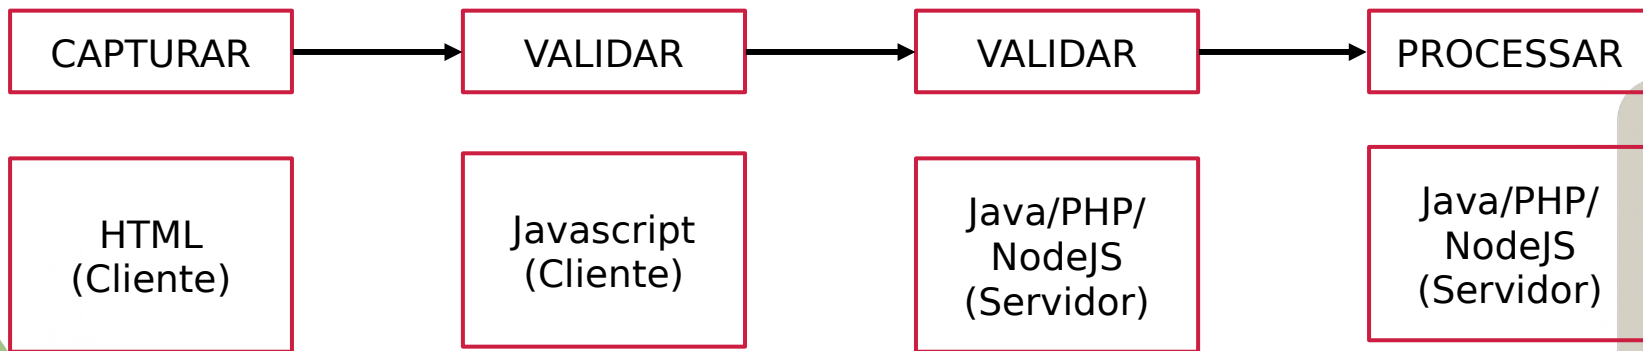 CAPTURAR
VALIDAR
VALIDAR
PROCESSAR
HTML
(Cliente)
Javascript
(Cliente)
Java/PHP/
NodeJS
(Servidor)
Java/PHP/
NodeJS
(Servidor)